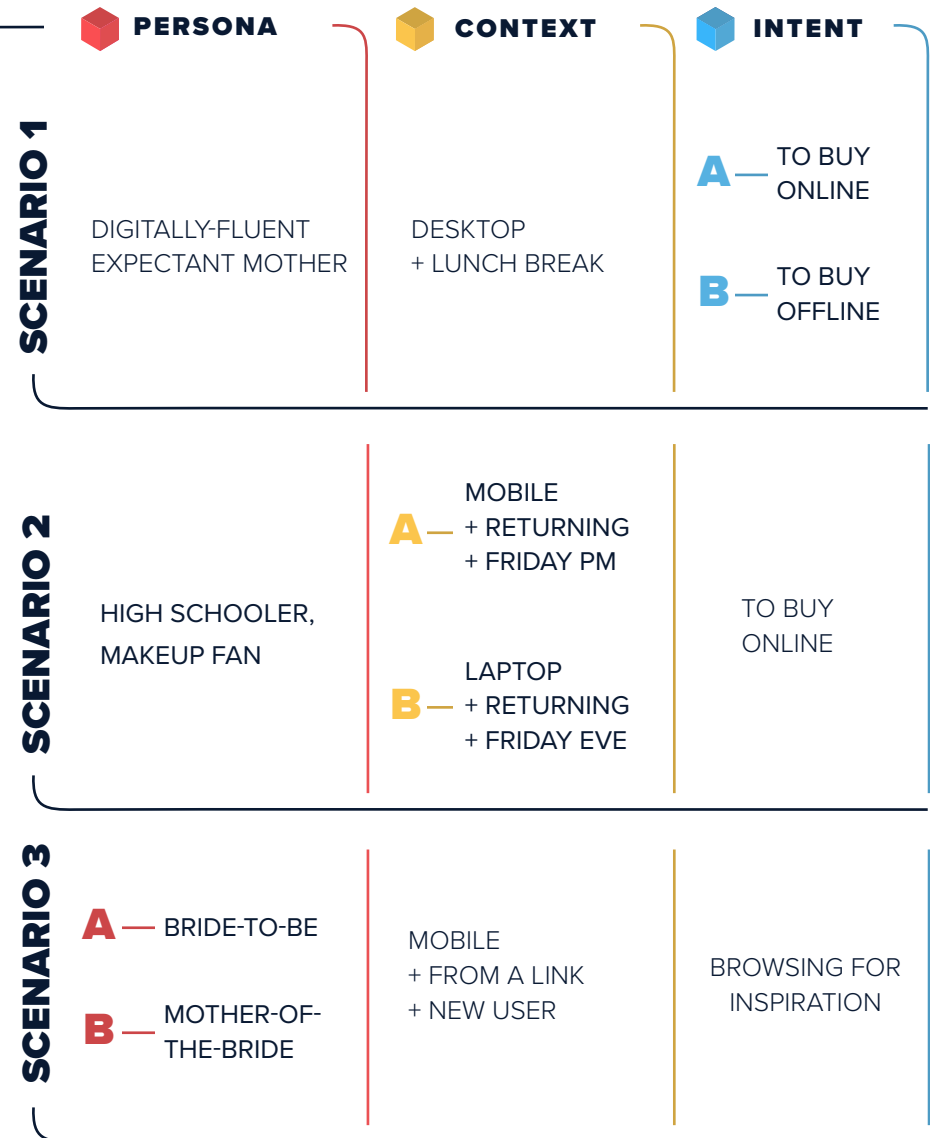 PERSONA
CONTEXT
INTENT
SCENARIO 1
DIGITALLY-FLUENT
EXPECTANT MOTHER
DESKTOP
+ LUNCH BREAK
A
TO BUY
ONLINE
B
TO BUY
OFFLINE
SCENARIO 2
HIGH SCHOOLER,
MAKEUP FAN
A
MOBILE
+ RETURNING
+ FRIDAY PM
B
LAPTOP
+ RETURNING
+ FRIDAY EVE
TO BUY
ONLINE
SCENARIO 3
A
BRIDE-TO-BE
B
MOTHER-OF-
THE-BRIDE
MOBILE
+ FROM A LINK
+ NEW USER
BROWSING FOR
INSPIRATION